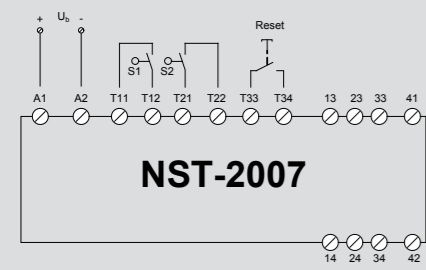 + Ub -
Reset
S1 S2
A1 A2 T11 T12 T21 T22 T33 T34 13 23 33 41
NST-2007
14 24 34 42